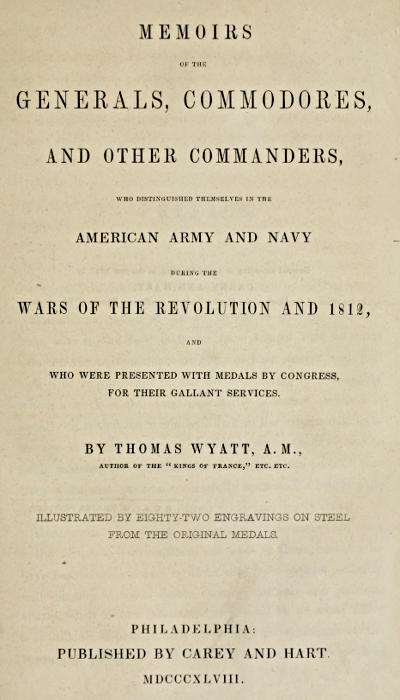 MEMOIRS
OF THE
GENERALS, COMMODORES,
AND OTHER COMMANDERS,
WHO DISTINGUISHED THEMSELVES IN THE
AMERICAN ARMY AND NAVY
DURING THE
WARS OF THE REVOLUTION AND 1812,
AND
WHO WERE PRESENTED WITH MEDALS BY CONGRESS,
FOR THEIR GALLANT SERVICES.
BY THOMAS WYATT, A.M.,
AUTHOR OF THE "KINGS OF FRANCE," ETC. ETC.
ILLUSTRATED BY EIGHTY-TWO ENGRAVINGS ON STEEL
FROM THE ORIGINAL MEDALS.
PHILADELPHIA:
PUBLISHED BY CAREY AND HART.
MDCCCXLVIII.